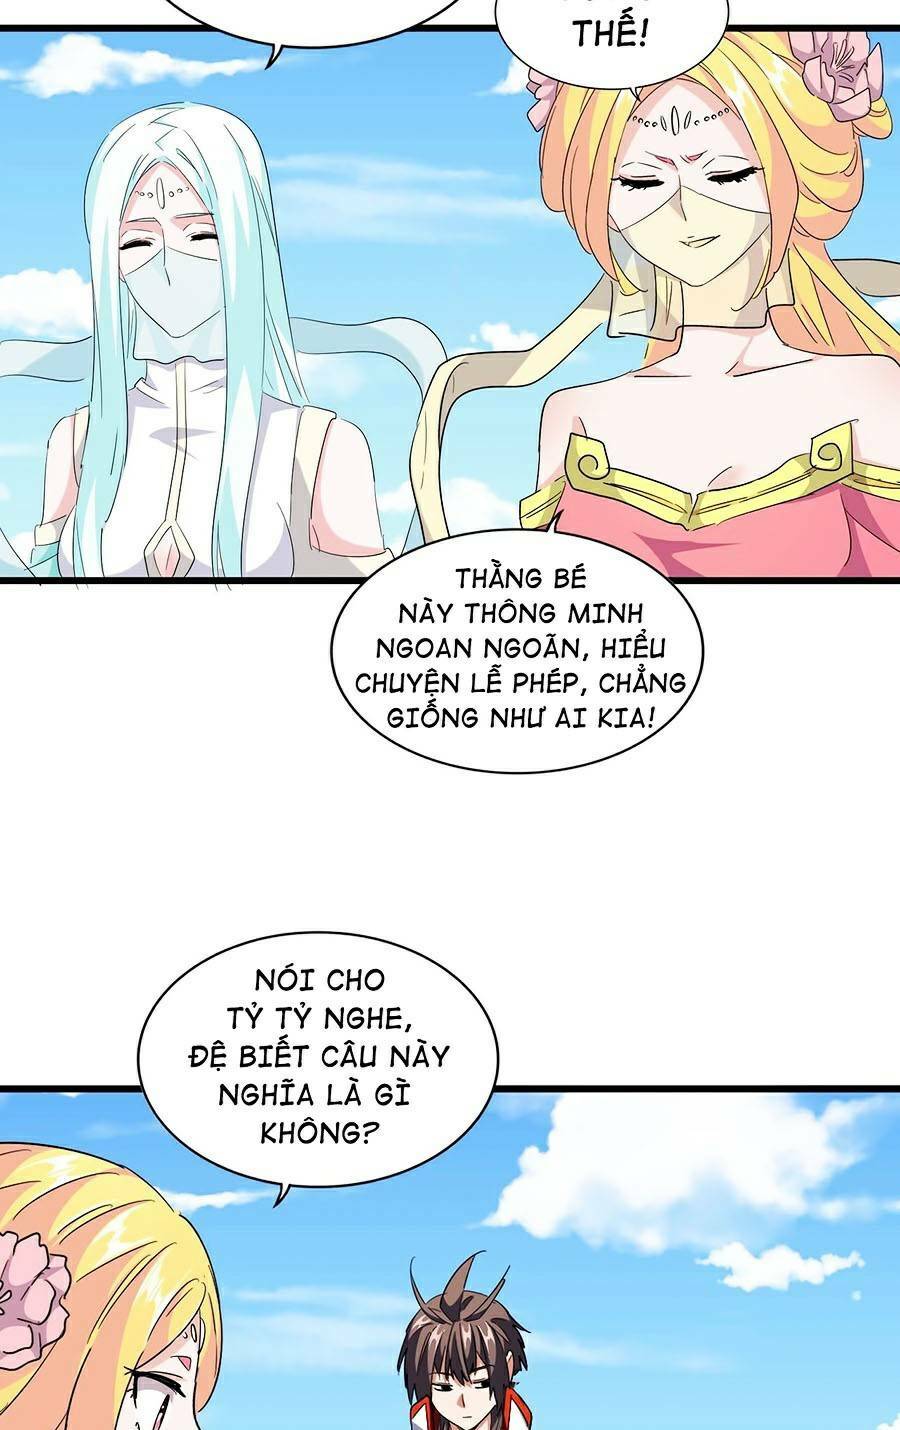 THẾ!
THẰNG BÉ
NÀY THÔNG MINH
NGOAN NGOÃN, HIỂU
CHUYỆN LỄ PHÉP, CHẲNG
GIỐNG NHƯ AI KIA!
NÓI CHO
TỶ TỶ NGHE,
ĐỆ BIẾT CÂU NÀY
NGHĨA LÀ GÌ
KHÔNG?